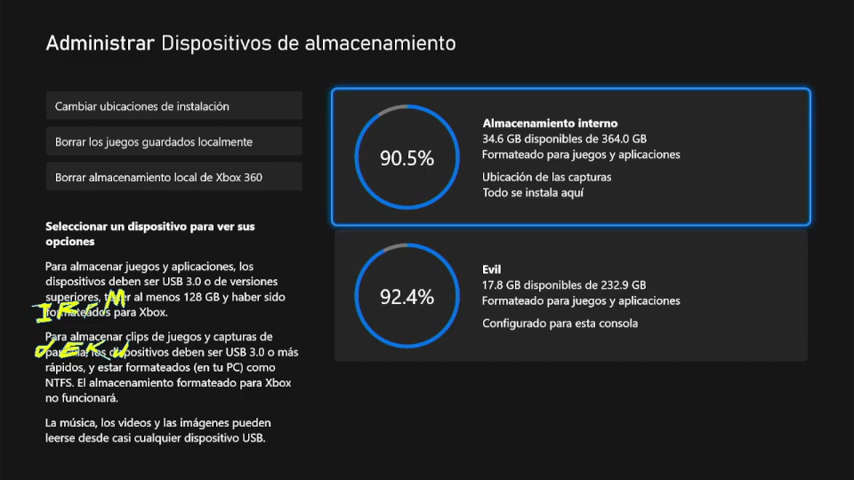 Administrar Dispositivos de almacenamiento
Cambiar ubicaciones de instalación
Borrar los juegos guardados localmente
Borrar almacenamiento local de Xbox 360
Seleccionar un dispositivo para ver sus
opciones
Para almacenar juegos y aplicaciones, los
dispositivos deben ser USB 3.0 o de versiones
superiores, tener al menos 128 GB y haber sido
formateados para Xbox.
Para almacenar clips de juegos y capturas de
pantalla, los dispositivos deben ser USB 3.0 o más
rápidos, y estar formateados (en tu PC) como
NTFS. El almacenamiento formateado para Xbox
no funcionará.
La música, los videos y las imágenes pueden
leerse desde casi cualquier dispositivo USB.
90.5%
Almacenamiento interno
34.6 GB disponibles de 364.0 GB
Formateado para juegos y aplicaciones
Ubicación de las capturas
Todo se instala aquí
92.4%
Evil
17.8 GB disponibles de 232.9 GB
Formateado para juegos y aplicaciones
Configurado para esta consola